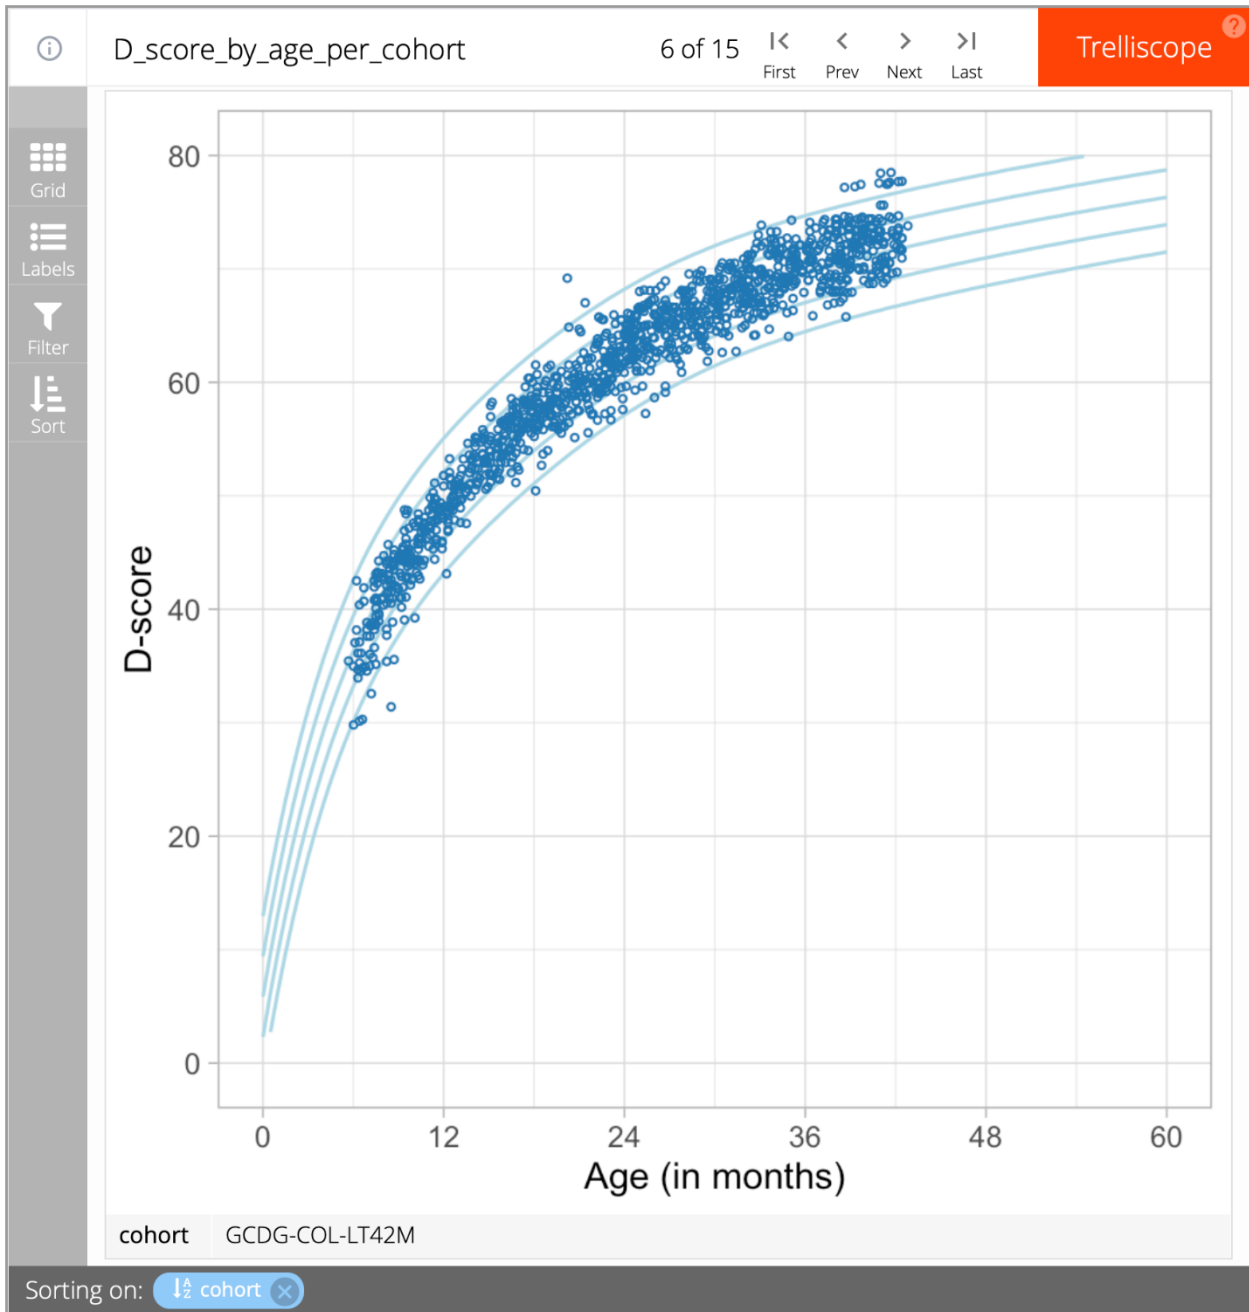 D_score_by_age_per_cohort
6 of 15
First
Prev
Next
Last
Trelliscope
?
Grid
Labels
Filter
Sort
80
60
40
20
0
D-score
0 12 24 36 48 60
Age (in months)
cohort GCDG-COL-LT42M
Sorting on: A Z cohort